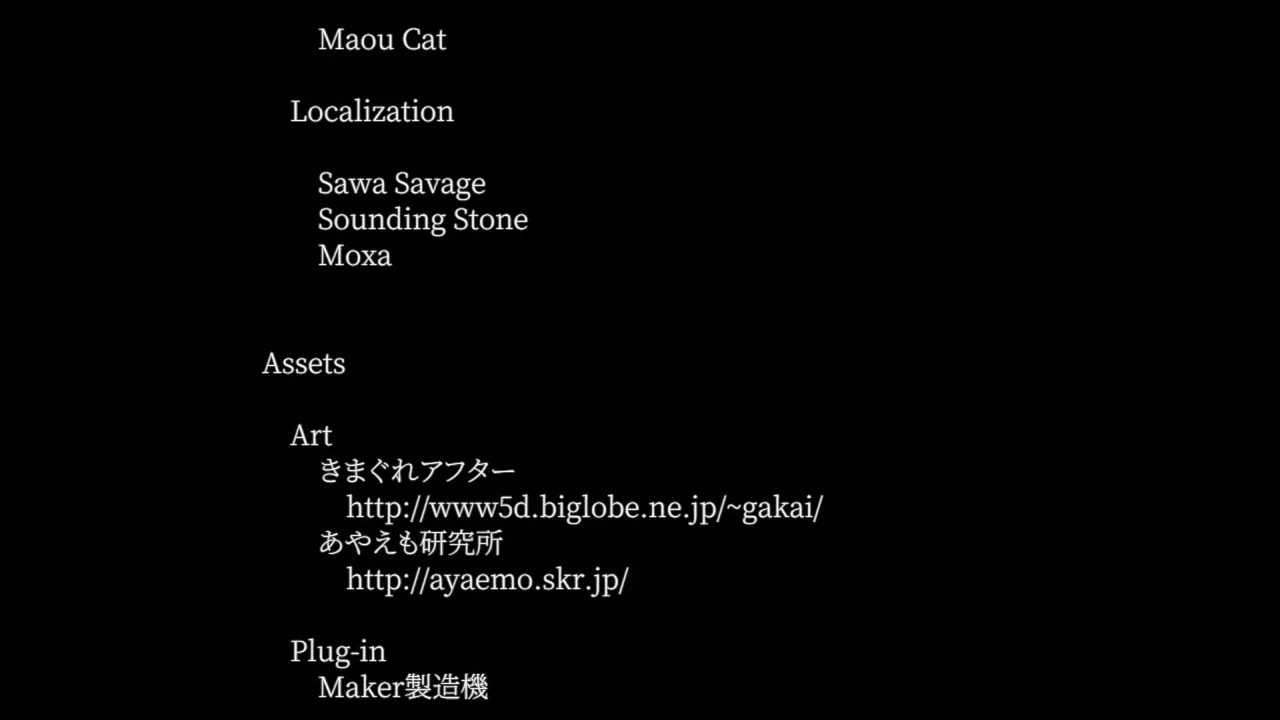 Maou Cat
Localization
Sawa Savage
Sounding Stone
Moxa
Assets
Art
きまぐれアフター
http://www5d.biglobe.ne.jp/~gakai/
あやえも研究所
http://ayaemo.skr.jp/
Plug-in
Maker製造機